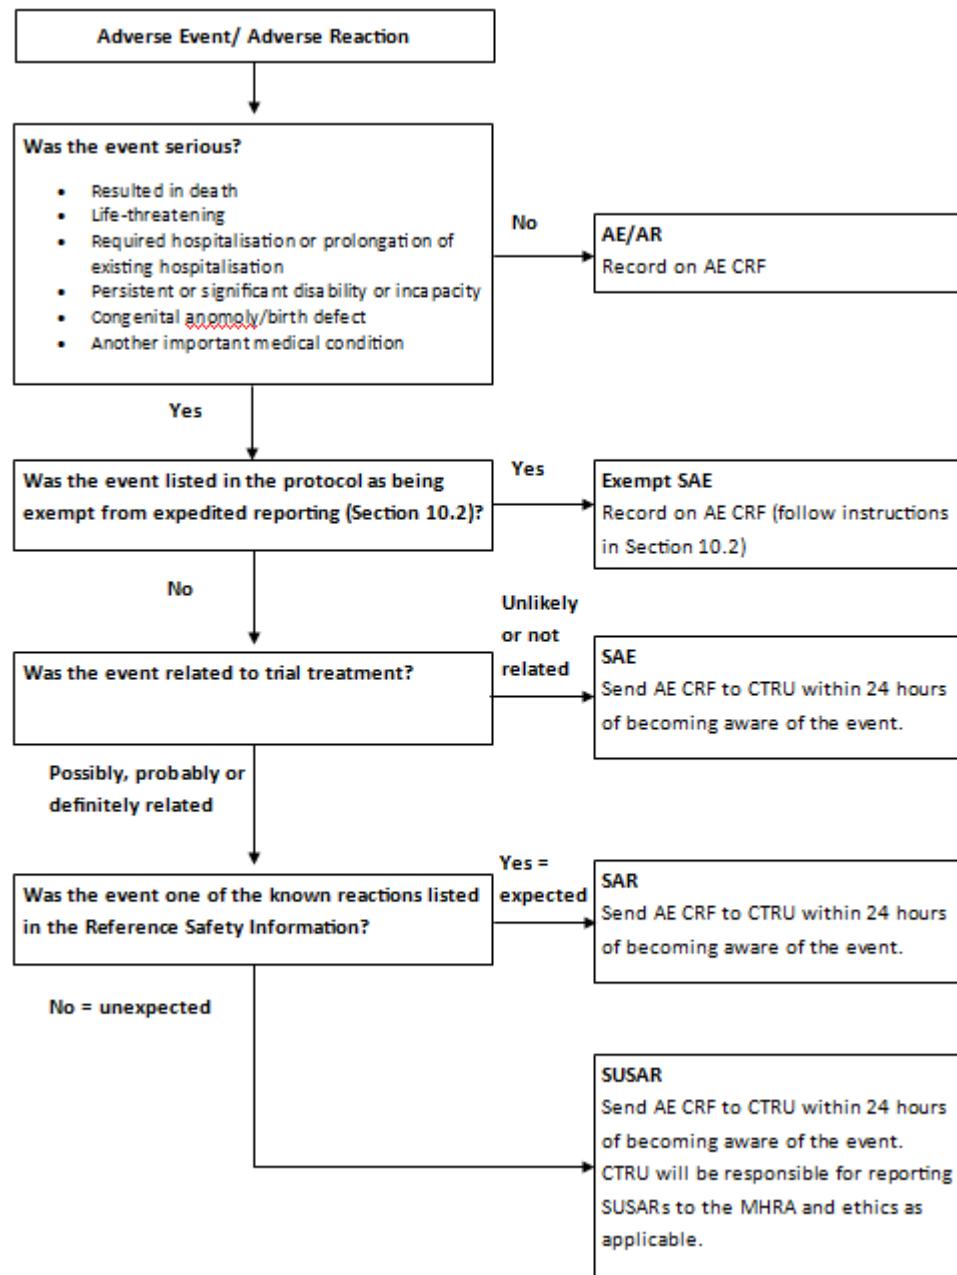 Adverse Event/ Adverse Reaction
Was the event serious?
• Resulted in death
• Life-threatening
• Required hospitalisation or prolongation of
existing hospitalisation
• Persistent or significant disability or incapacity
• Congenital anomoly/birth defect
• Another important medical condition
No
AE/AR
Record on AE CRF
Yes
Was the event listed in the protocol as being
exempt from expedited reporting (Section 10.2)?
Yes
Exempt SAE
Record on AE CRF (follow instructions
in Section 10.2)
No
Unlikely
or not
related
Was the event related to trial treatment?
SAE
Send AE CRF to CTRU within 24 hours
of becoming aware of the event.
Possibly, probably or
definitely related
Yes =
expected
Was the event one of the known reactions listed
in the Reference Safety Information?
SAR
Send AE CRF to CTRU within 24 hours
of becoming aware of the event.
No = unexpected
SUSAR
Send AE CRF to CTRU within 24 hours
of becoming aware of the event.
CTRU will be responsible for reporting
SUSARs to the MHRA and ethics as
applicable.